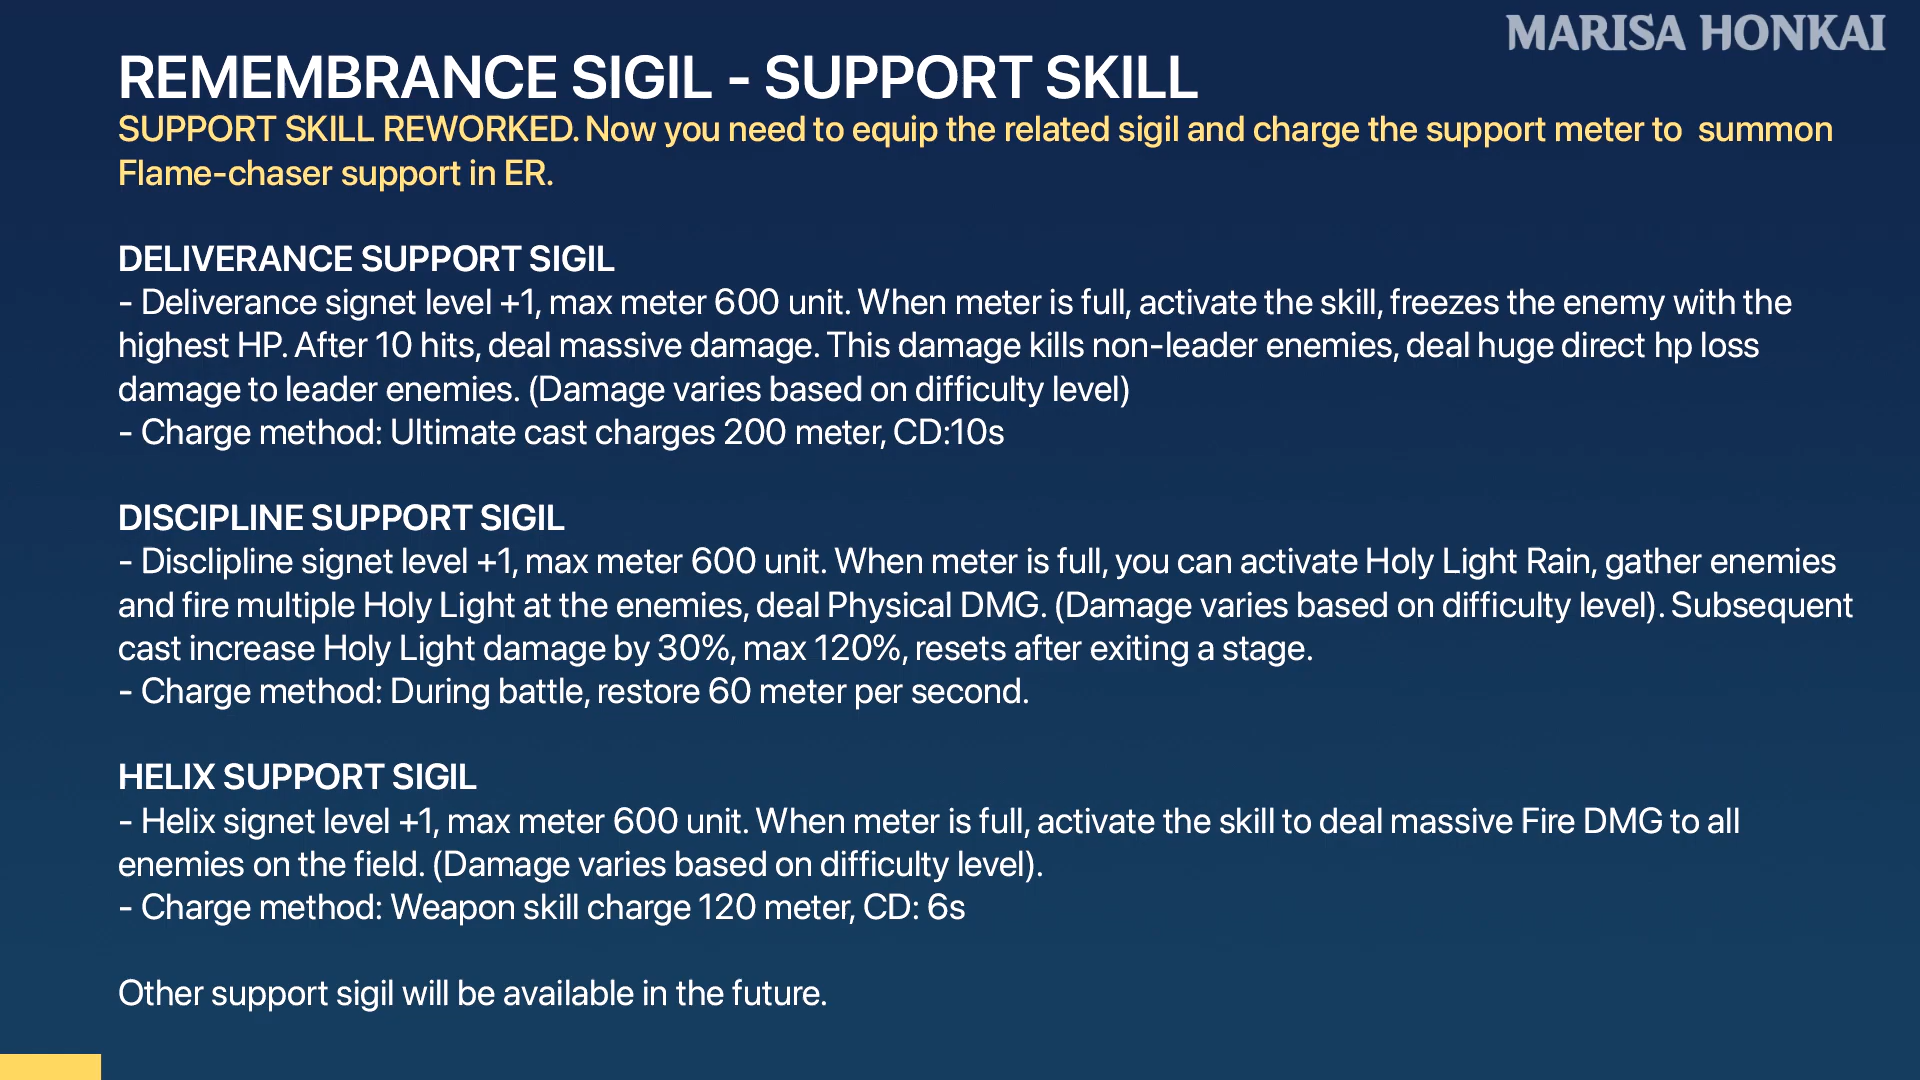 MARISA HONKAI
REMEMBRANCE SIGIL - SUPPORT SKILL
SUPPORT SKILL REWORKED. Now you need to equip the related sigil and charge the support meter to  summon
Flame-chaser support in ER.
DELIVERANCE SUPPORT SIGIL
- Deliverance signet level +1, max meter 600 unit. When meter is full, activate the skill, freezes the enemy with the
highest HP. After 10 hits, deal massive damage. This damage kills non-leader enemies, deal huge direct hp loss
damage to leader enemies. (Damage varies based on difficulty level)
- Charge method: Ultimate cast charges 200 meter, CD:10s
DISCIPLINE SUPPORT SIGIL
- Disclipline signet level +1, max meter 600 unit. When meter is full, you can activate Holy Light Rain, gather enemies
and fire multiple Holy Light at the enemies, deal Physical DMG. (Damage varies based on difficulty level). Subsequent
cast increase Holy Light damage by 30%, max 120%, resets after exiting a stage.
- Charge method: During battle, restore 60 meter per second.
HELIX SUPPORT SIGIL
- Helix signet level +1, max meter 600 unit. When meter is full, activate the skill to deal massive Fire DMG to all
enemies on the field. (Damage varies based on difficulty level).
- Charge method: Weapon skill charge 120 meter, CD: 6s
Other support sigil will be available in the future.